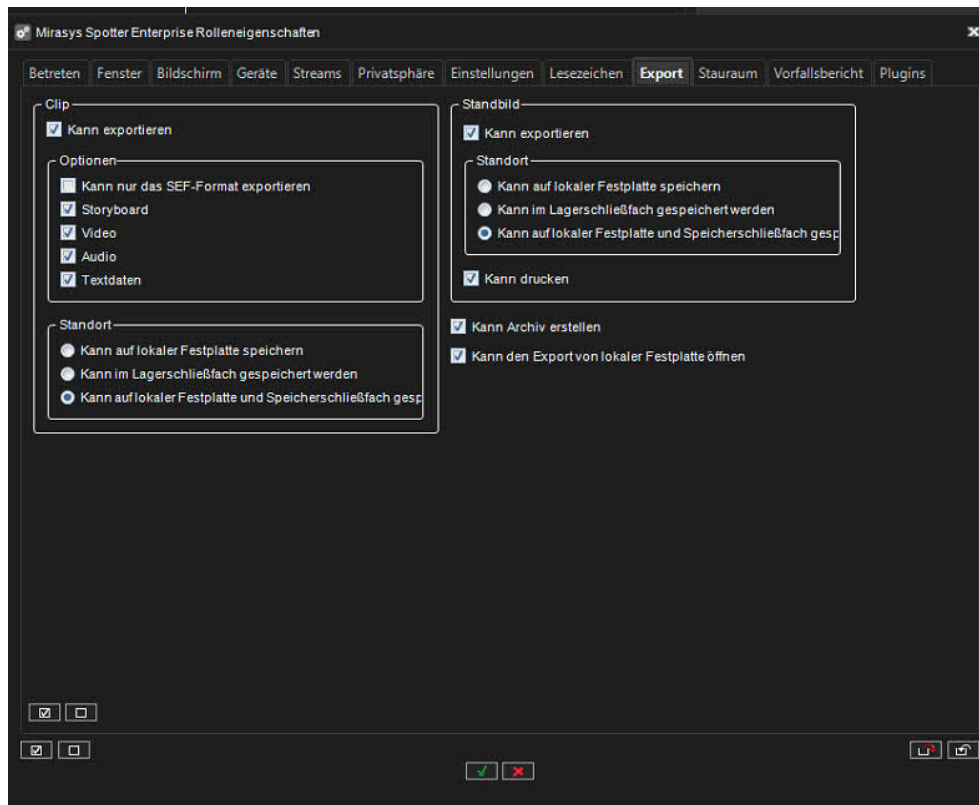 Mirasys Spotter Enterprise Rolleneigenschaften
Betreten Fenster Bildschirm Geräte Streams Privatsphäre Einstellungen Lesezeichen Export Stauraum Vorfallsbericht Plugins
Clip
Kann exportieren
Optionen
Kann nur das SEF-Format exportieren
Storyboard
Video
Audio
Textdaten
Standort
Kann auf lokaler Festplatte speichern
Kann im Lagerschließfach gespeichert werden
Kann auf lokaler Festplatte und Speicherschließfach gesp
Standbild
Kann exportieren
Standort
Kann auf lokaler Festplatte speichern
Kann im Lagerschließfach gespeichert werden
Kann auf lokaler Festplatte und Speicherschließfach gesp
Kann drucken
Kann Archiv erstellen
Kann den Export von lokaler Festplatte öffnen